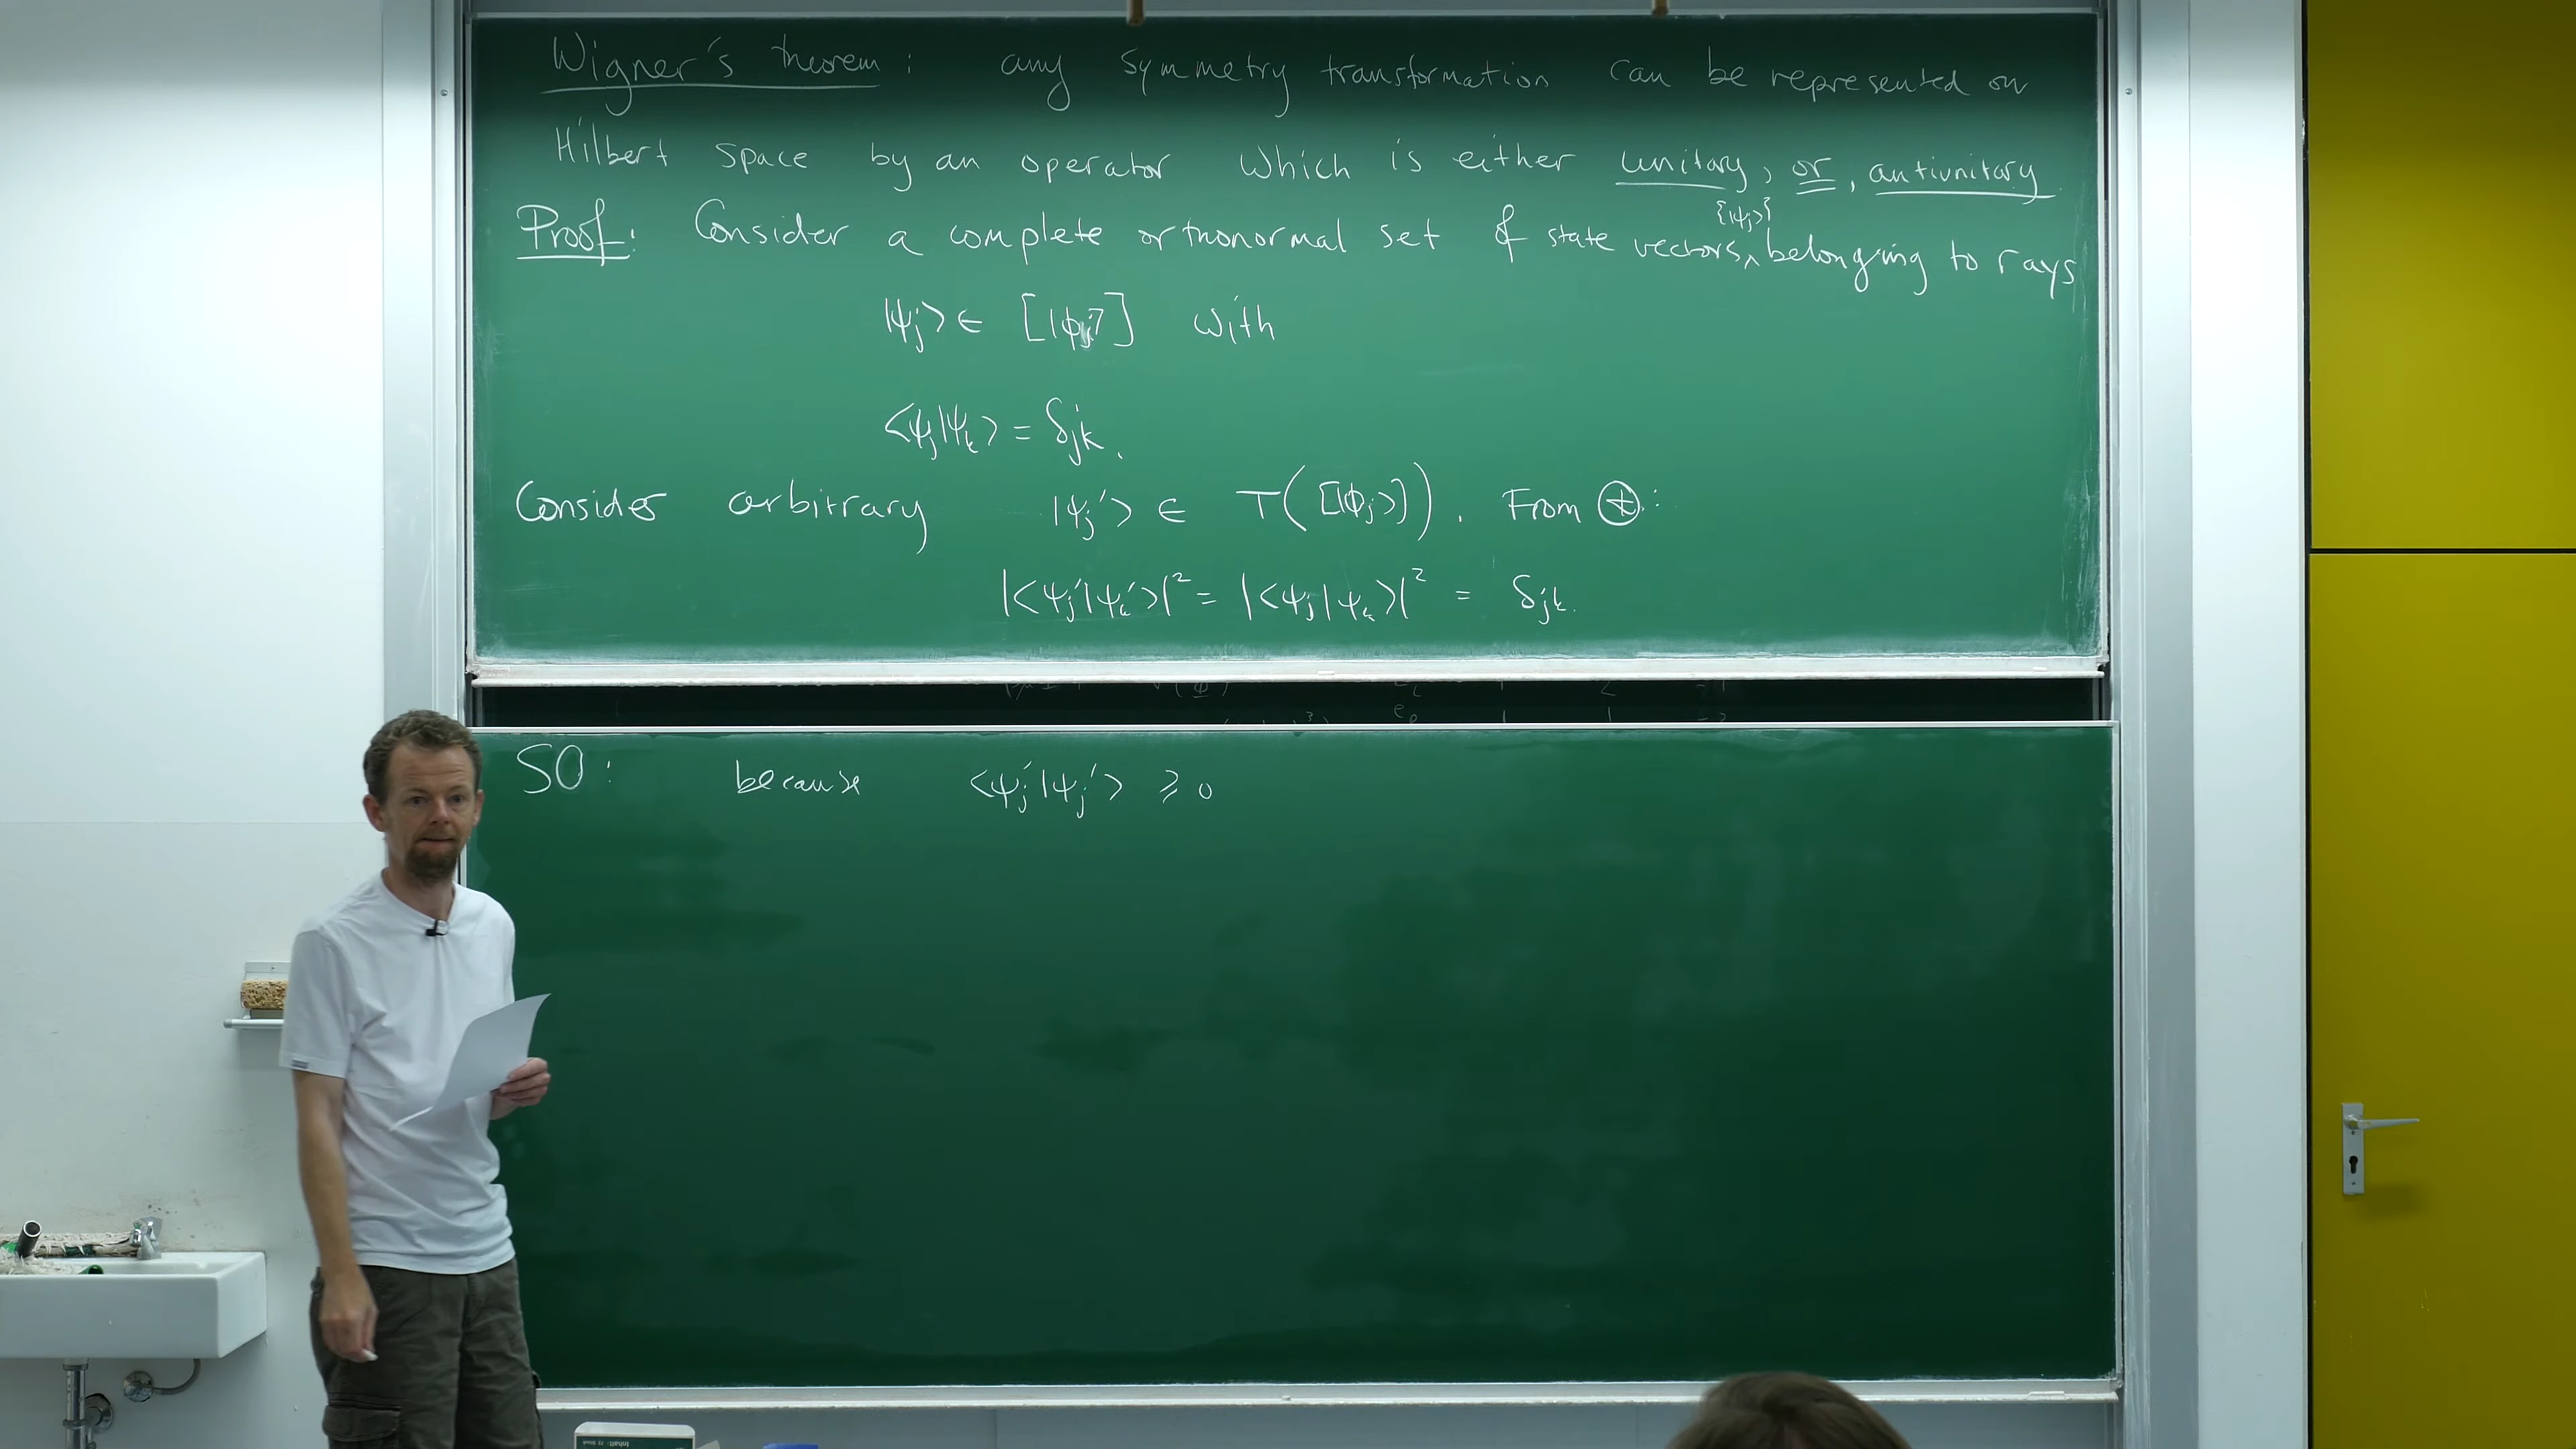 Wigner's theorem: any symmetry transformation can be represented on
Hilbert space by an operator which is either unitary, or, antiunitary
{|ψj>}
Proof: Consider a complete orthonormal set of state vectors, ^ belonging to rays
|ψj> ∈ [|ϕj>] with
<ψj|ψk> = δjk.
Consider arbitrary |ψj'> ∈ T([|ϕj>]). From ⊛:
|<ψj'|ψk'>|² = |<ψj|ψk>|² = δjk.
SO: because <ψj'|ψj'> ≥ 0